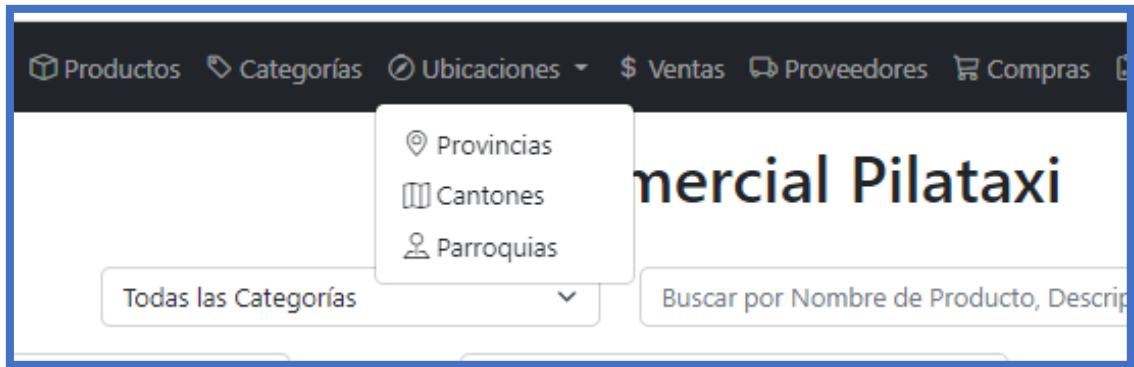 Productos Categorías Ubicaciones $ Ventas Proveedores Compras
Provincias
Cantones
Parroquias
mercial Pilataxi
Todas las Categorías
Buscar por Nombre de Producto, Descrip